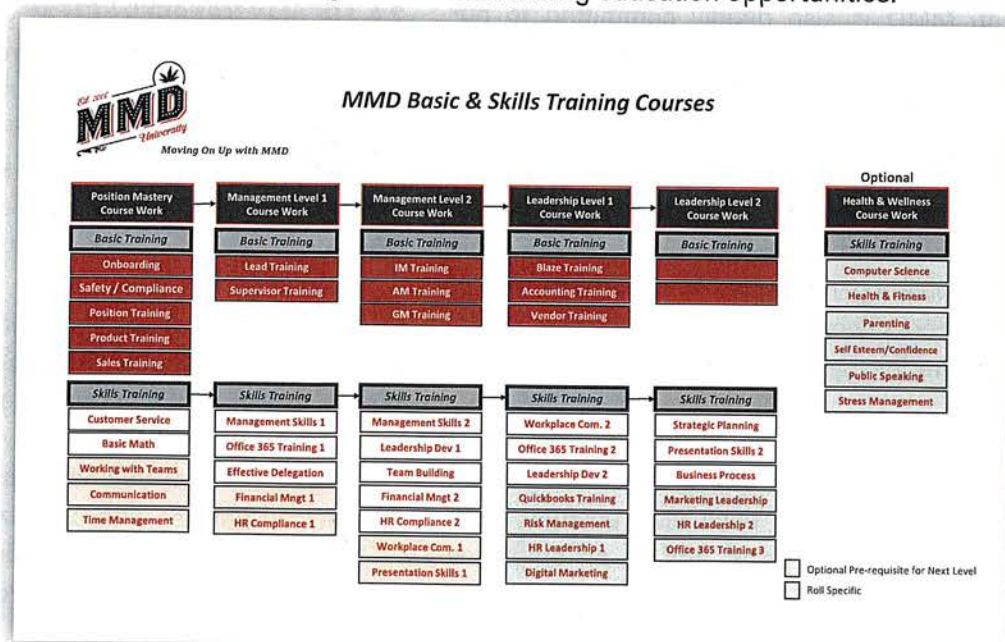 education opportunities.
Est 2006
MMD
University
Moving On Up with MMD
MMD Basic & Skills Training Courses
Position Mastery
Course Work
Management Level 1
Course Work
Management Level 2
Course Work
Leadership Level 1
Course Work
Leadership Level 2
Course Work
Optional
Health & Wellness
Course Work
Basic Training
Onboarding
Safety / Compliance
Position Training
Product Training
Sales Training
Basic Training
Lead Training
Supervisor Training
Basic Training
IM Training
AM Training
GM Training
Basic Training
Blaze Training
Accounting Training
Vendor Training
Basic Training
Skills Training
Computer Science
Health & Fitness
Parenting
Self Esteem/Confidence
Public Speaking
Stress Management
Skills Training
Customer Service
Basic Math
Working with Teams
Communication
Time Management
Skills Training
Management Skills 1
Office 365 Training 1
Effective Delegation
Financial Mngt 1
HR Compliance 1
Skills Training
Management Skills 2
Leadership Dev 1
Team Building
Financial Mngt 2
HR Compliance 2
Workplace Com. 1
Presentation Skills 1
Skills Training
Workplace Com. 2
Office 365 Training 2
Leadership Dev 2
Quickbooks Training
Risk Management
HR Leadership 1
Digital Marketing
Skills Training
Strategic Planning
Presentation Skills 2
Business Process
Marketing Leadership
HR Leadership 2
Office 365 Training 3
Optional Pre-requisite for Next Level
Roll Specific